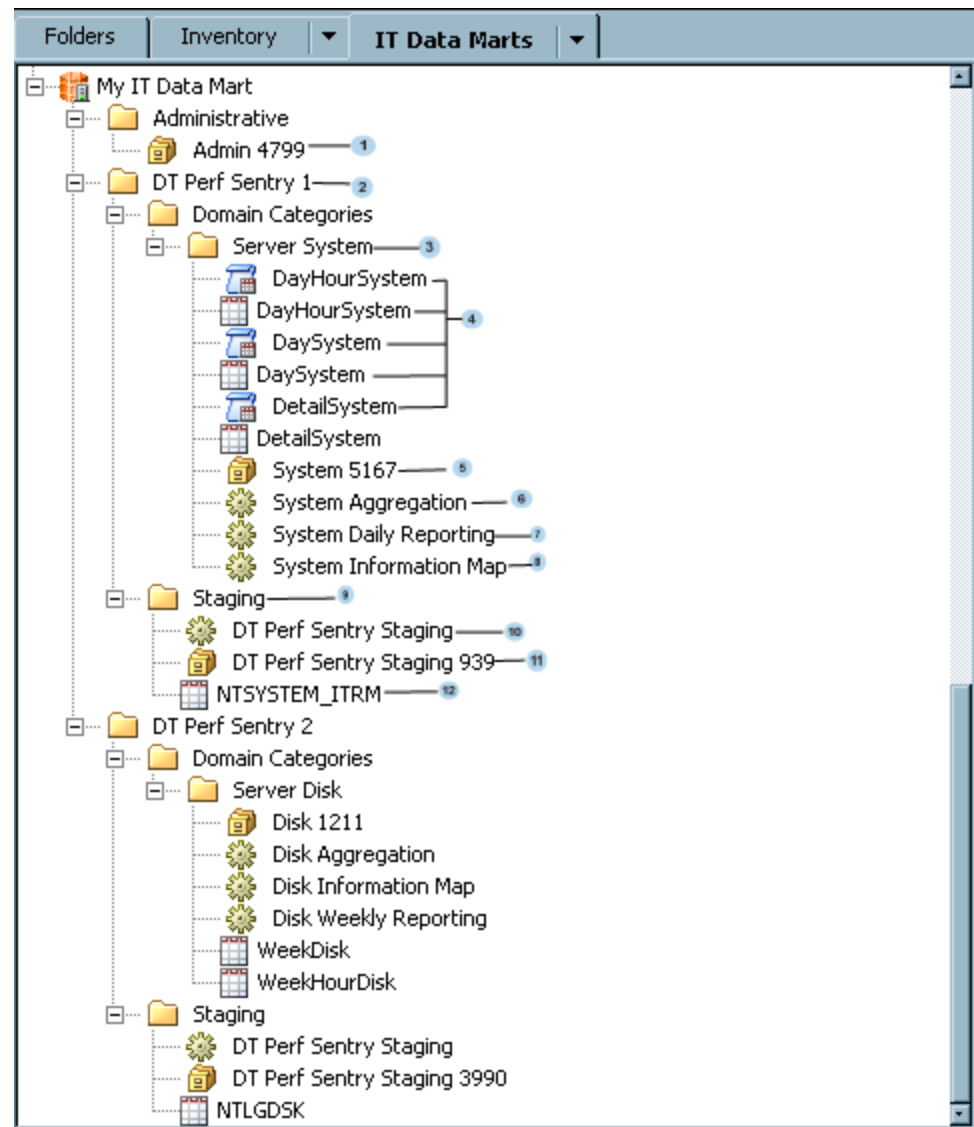 Folders Inventory IT Data Marts
My IT Data Mart
Administrative
Admin 4799 1
DT Perf Sentry 1 2
Domain Categories
Server System 3
DayHourSystem
DayHourSystem 4
DaySystem
DaySystem
DetailSystem
DetailSystem
System 5167 5
System Aggregation 6
System Daily Reporting 7
System Information Map 8
Staging 9
DT Perf Sentry Staging 10
DT Perf Sentry Staging 939 11
NTSYSTEM_ITRM 12
DT Perf Sentry 2
Domain Categories
Server Disk
Disk 1211
Disk Aggregation
Disk Information Map
Disk Weekly Reporting
WeekDisk
WeekHourDisk
Staging
DT Perf Sentry Staging
DT Perf Sentry Staging 3990
NTLGDSK